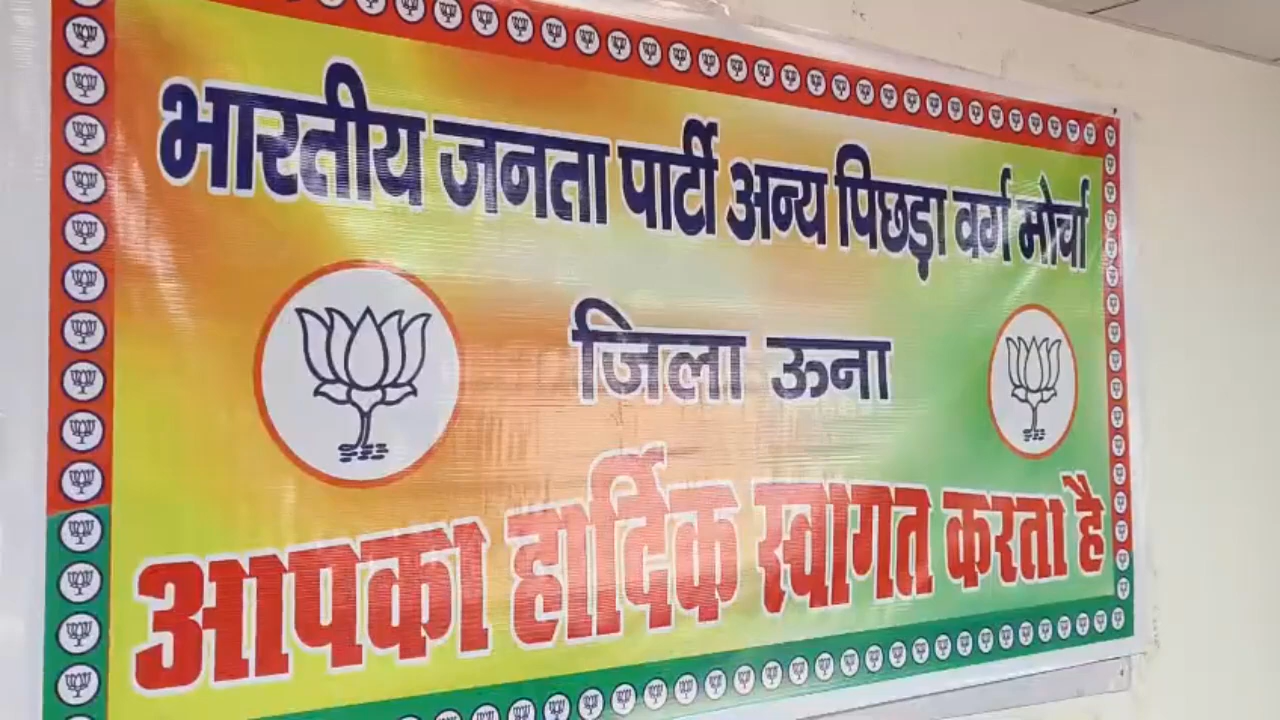 भारतीय जनता पार्टी अन्य पिछड़ा वर्ग मोर्चा
जिला ऊना
आपका हार्दिक स्वागत करता है